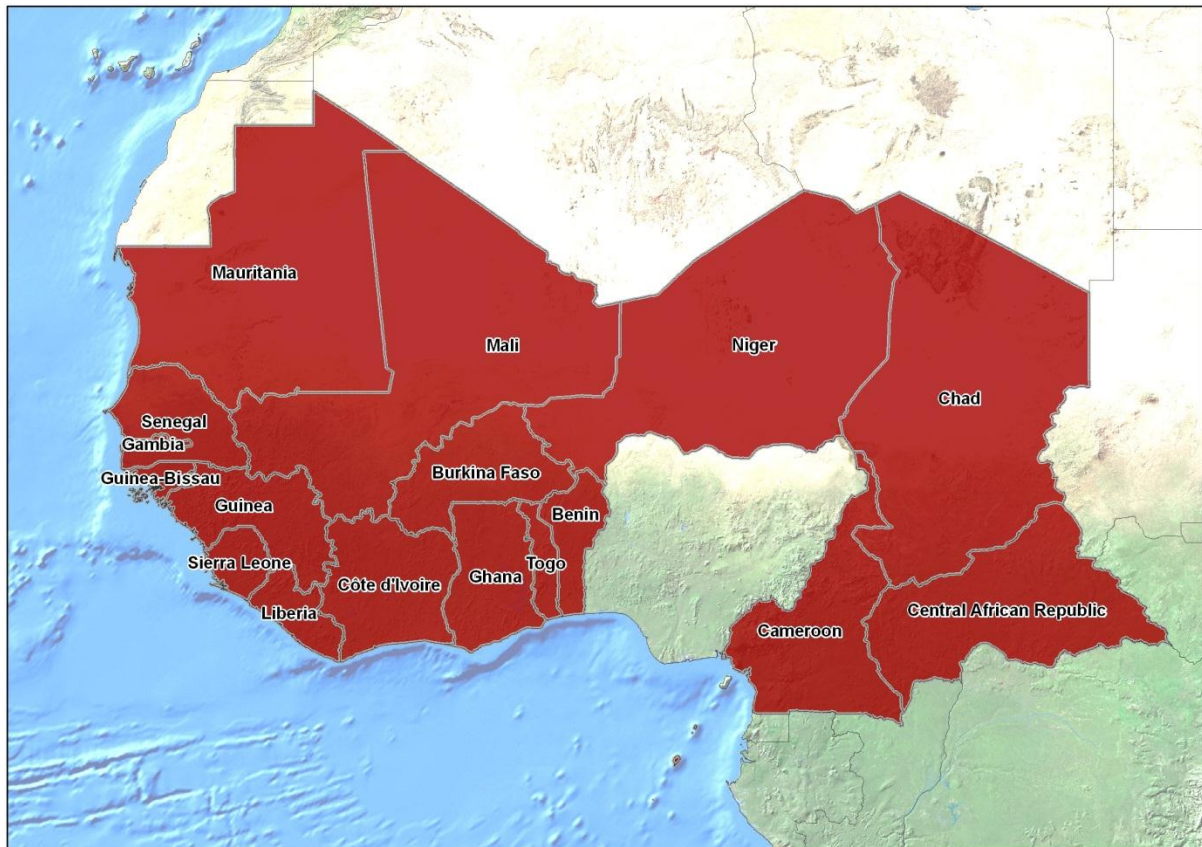 Mauritania
Mali
Niger
Chad
Senegal
Gambia
Guinea-Bissau
Burkina Faso
Guinea
Benin
Sierra Leone
Côte d'Ivoire
Ghana
Togo
Liberia
Cameroon
Central African Republic